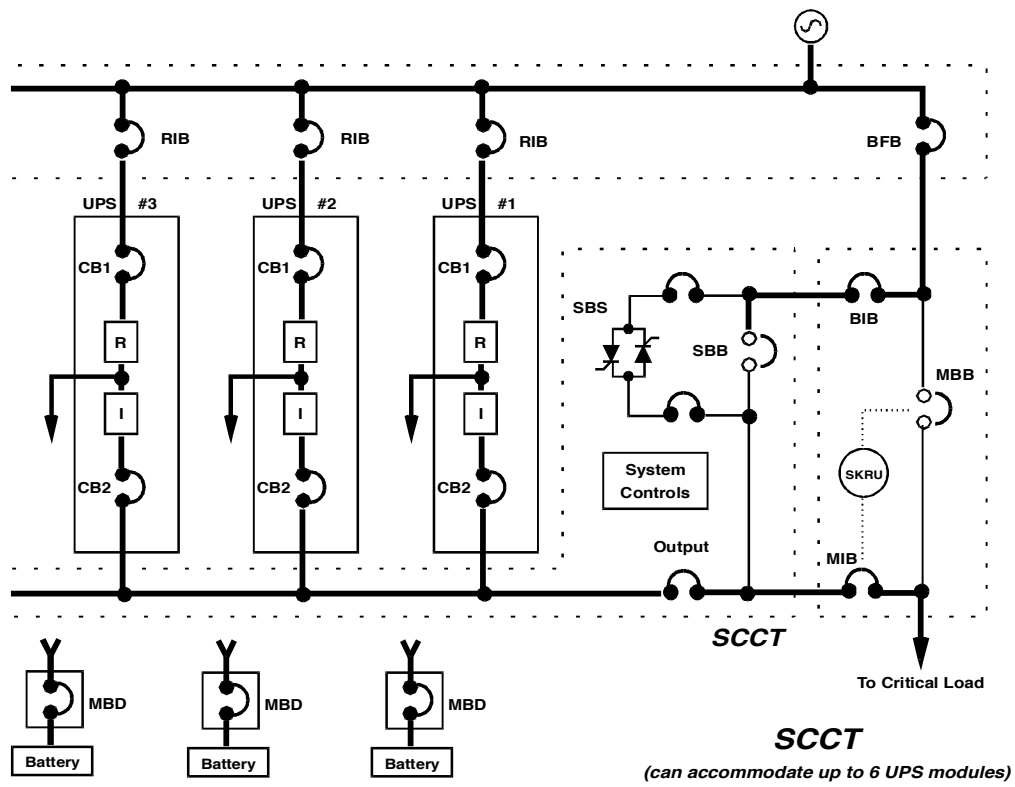 RIB
RIB
RIB
BFB
UPS #3
UPS #2
UPS #1
CB1
CB1
CB1
SBS
SBB
BIB
MBB
R
R
R
I
I
I
System
Controls
SKRU
CB2
CB2
CB2
Output
MIB
SCCT
To Critical Load
MBD
MBD
MBD
Battery
Battery
Battery
SCCT
(can accommodate up to 6 UPS modules)